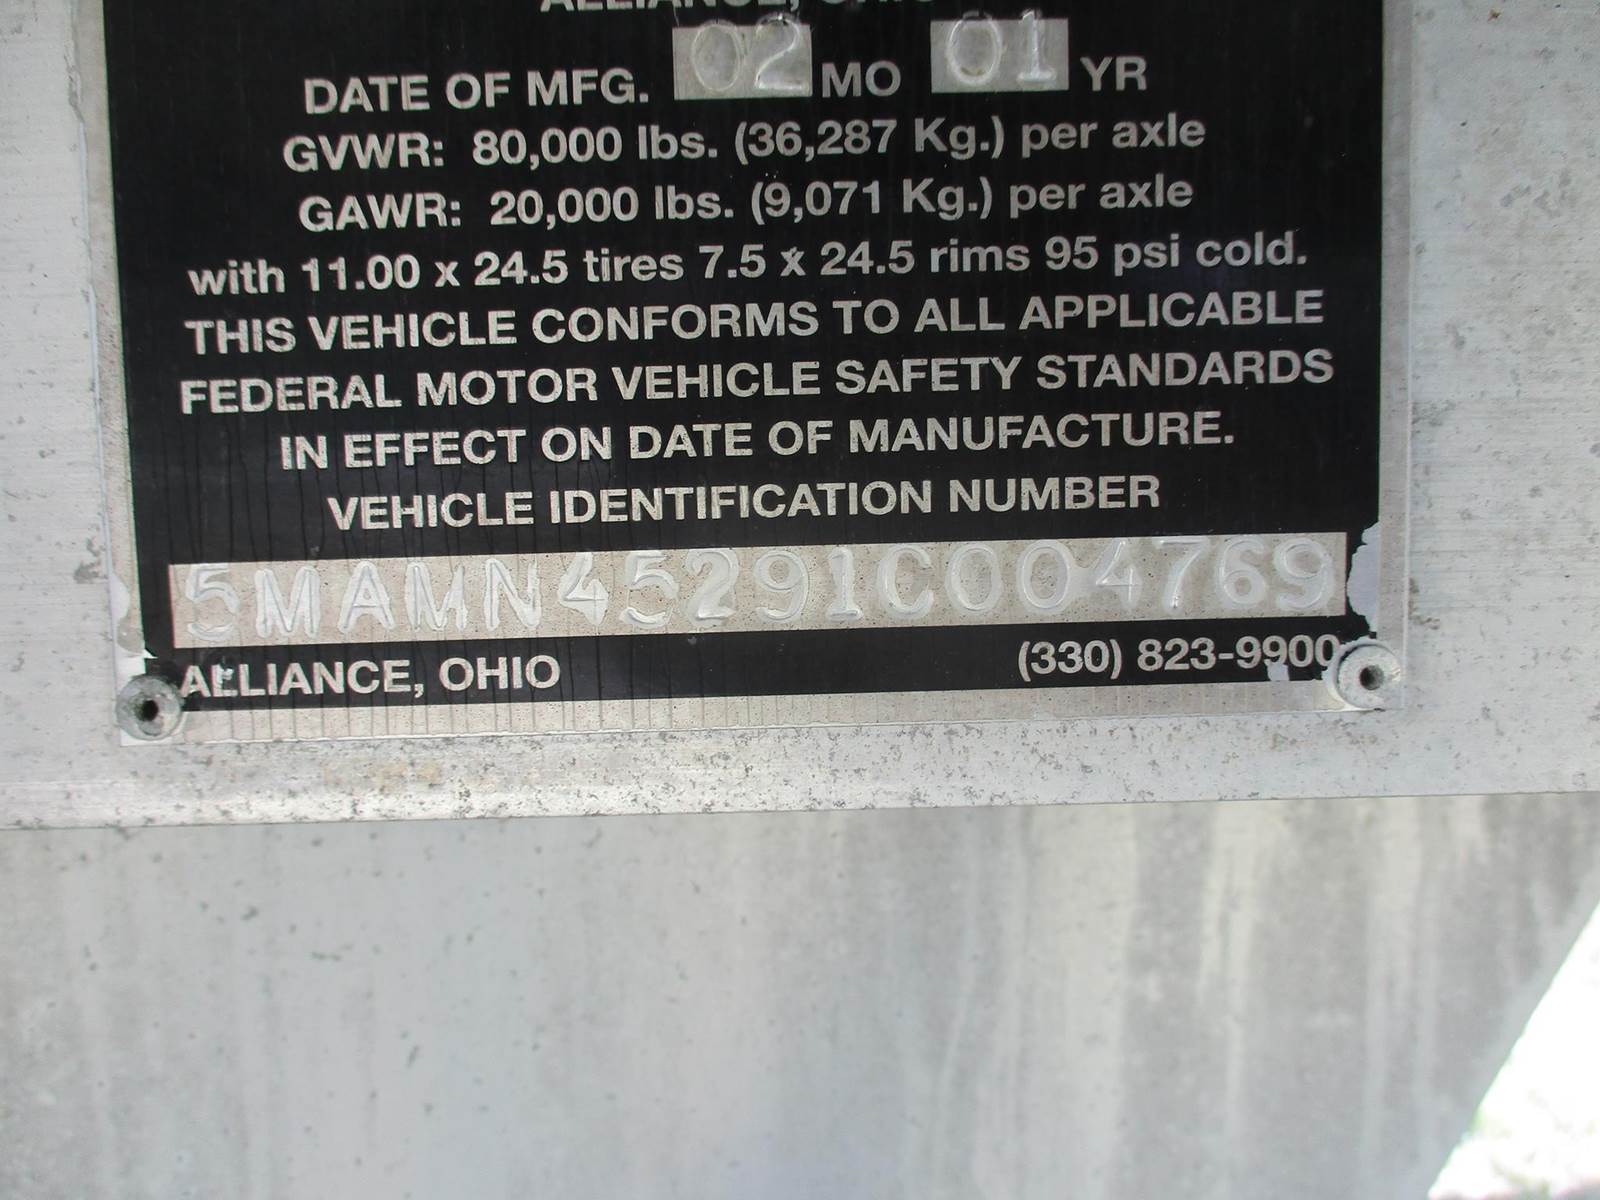 ALLIANCE, OHIO
DATE OF MFG. 02 MO 01 YR
GVWR: 80,000 lbs. (36,287 Kg.) per axle
GAWR: 20,000 lbs. (9,071 Kg.) per axle
with 11.00 x 24.5 tires 7.5 x 24.5 rims 95 psi cold.
THIS VEHICLE CONFORMS TO ALL APPLICABLE
FEDERAL MOTOR VEHICLE SAFETY STANDARDS
IN EFFECT ON DATE OF MANUFACTURE.
VEHICLE IDENTIFICATION NUMBER
5MAMN45291C004769
ALLIANCE, OHIO (330) 823-9900